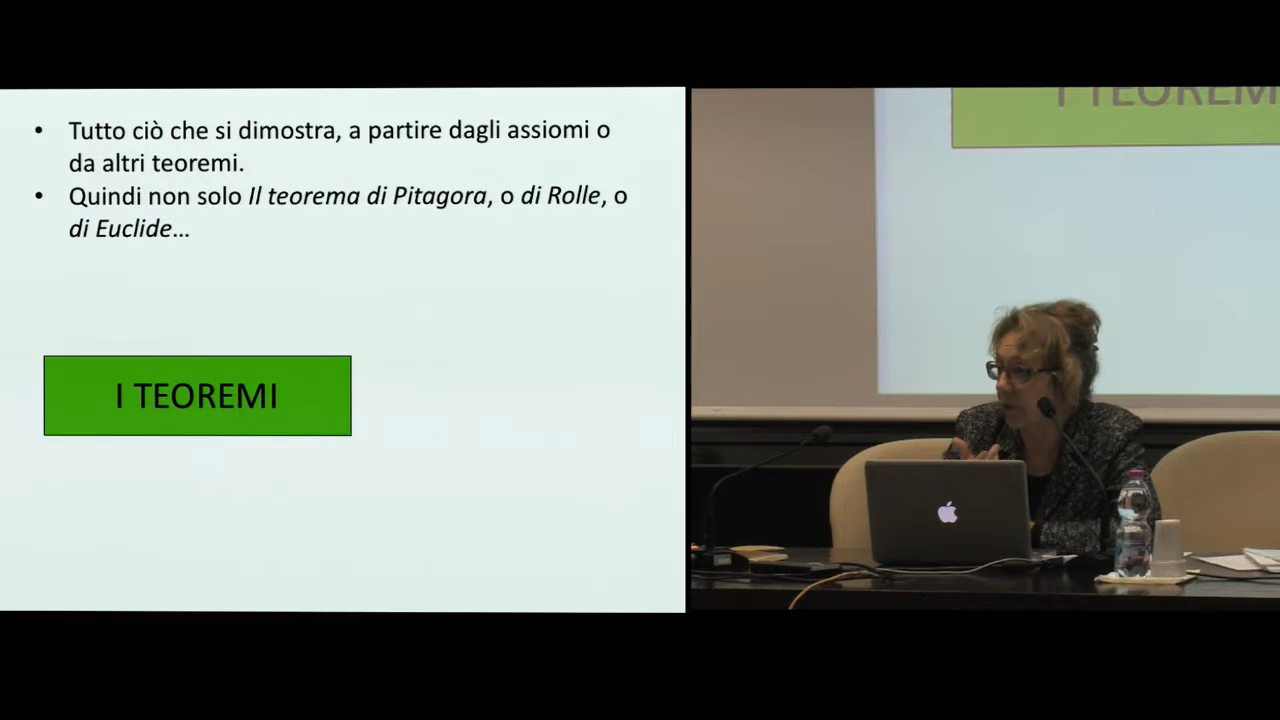 • Tutto ciò che si dimostra, a partire dagli assiomi o
da altri teoremi.
• Quindi non solo Il teorema di Pitagora, o di Rolle, o
di Euclide…
I TEOREMI
I TEOREM